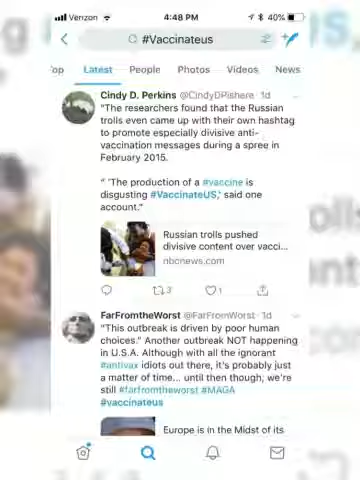 Verizon
4:48 PM
40%
#Vaccinateus
op Latest People Photos Videos News
Cindy D. Perkins @CindyDPishere · 1d
"The researchers found that the Russian
trolls even came up with their own hashtag
to promote especially divisive anti-
vaccination messages during a spree in
February 2015.
" 'The production of a #vaccine is
disgusting #VaccinateUS,' said one
account."
Russian trolls pushed
divisive content over vacci...
nbcnews.com
3
1
FarFromtheWorst @FarFromWorst · 1d
"This outbreak is driven by poor human
choices." Another outbreak NOT happening
in U.S.A. Although with all the ignorant
#antivax idiots out there, it's probably just
a matter of time... until then though, we're
still #farfromtheworst #MAGA
#vaccinateus
Europe is in the Midst of its